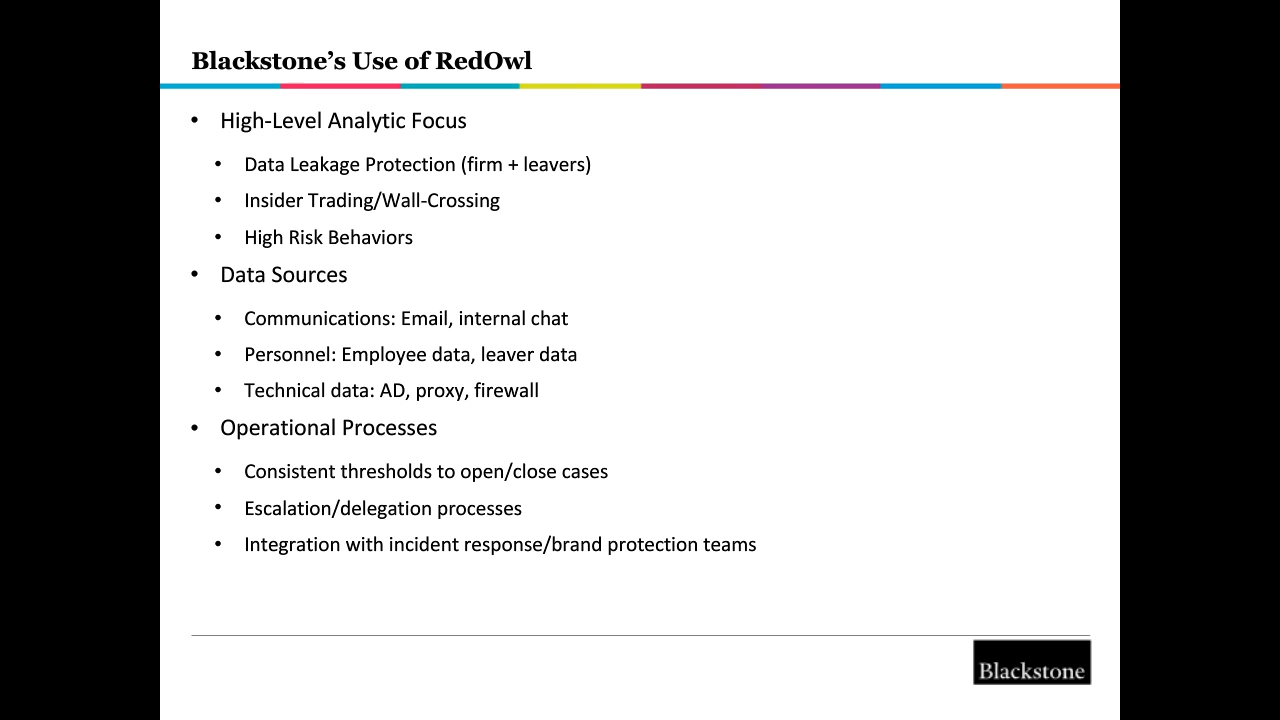 Blackstone’s Use of RedOwl
• High-Level Analytic Focus
• Data Leakage Protection (firm + leavers)
• Insider Trading/Wall-Crossing
• High Risk Behaviors
• Data Sources
• Communications: Email, internal chat
• Personnel: Employee data, leaver data
• Technical data: AD, proxy, firewall
• Operational Processes
• Consistent thresholds to open/close cases
• Escalation/delegation processes
• Integration with incident response/brand protection teams
Blackstone